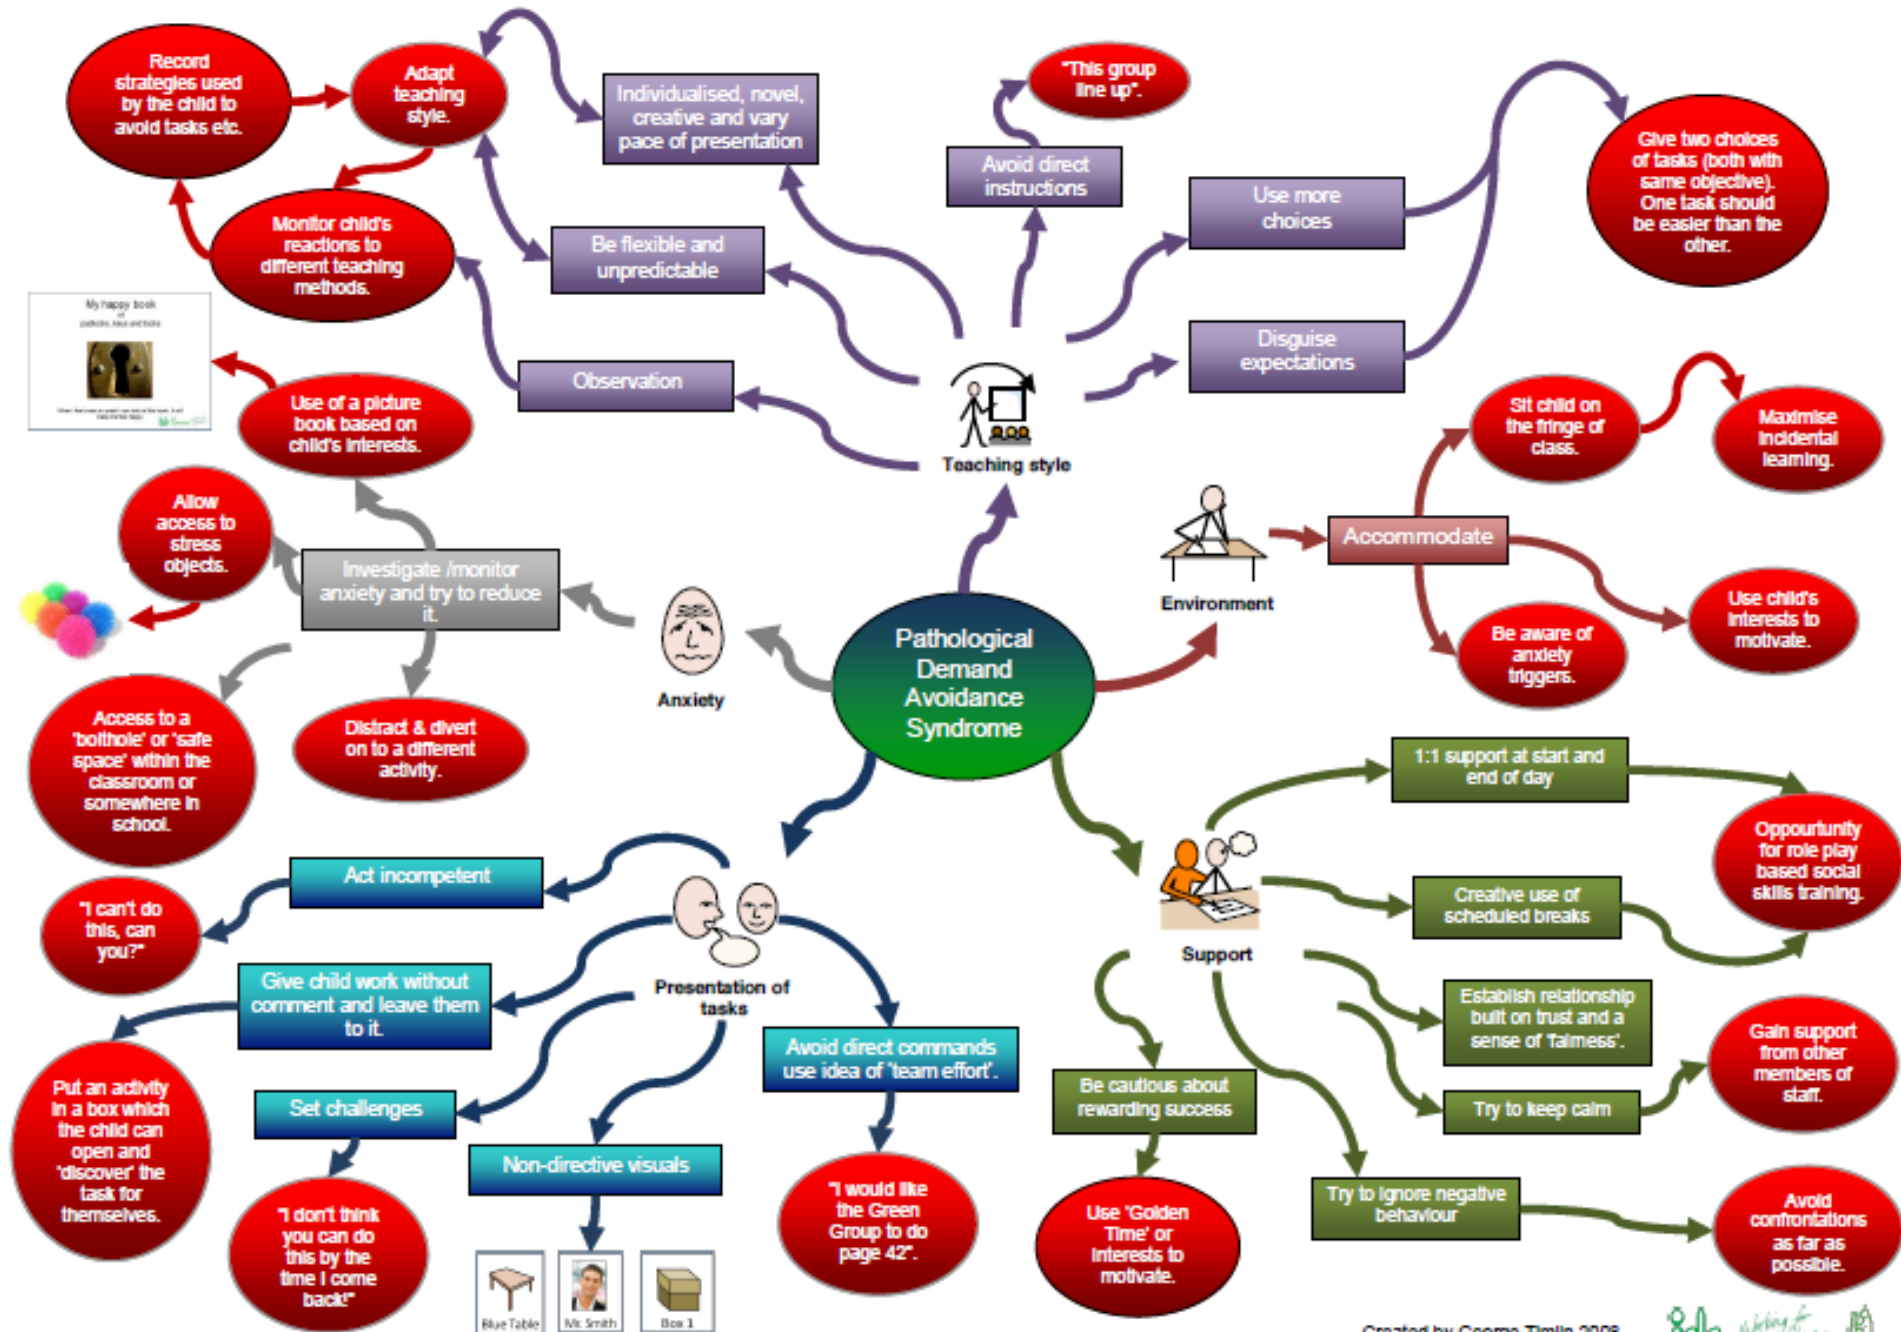 Record
strategies used
by the child to
avoid tasks etc.
Adapt
teaching
style.
Individualised, novel,
creative and vary
pace of presentation
"This group
line up".
Avoid direct
instructions
Use more
choices
Give two choices
of tasks (both with
same objective).
One task should
be easier than the
other.
Monitor child's
reactions to
different teaching
methods.
Be flexible and
unpredictable
Disguise
expectations
Observation
My happy book
of
padlocks, keys and locks
Use of a picture
book based on
child's interests.
Teaching style
Sit child on
the fringe of
class.
Maximise
incidental
learning.
Allow
access to
stress
objects.
Investigate /monitor
anxiety and try to reduce
it.
Anxiety
Environment
Accommodate
Use child's
interests to
motivate.
Be aware of
anxiety
triggers.
Pathological
Demand
Avoidance
Syndrome
Access to a
'bolthole' or 'safe
space' within the
classroom or
somewhere in
school.
Distract & divert
on to a different
activity.
1:1 support at start and
end of day
Oppourtunity
for role play
based social
skills training.
Act incompetent
"I can't do
this, can
you?"
Creative use of
scheduled breaks
Presentation of
tasks
Support
Give child work without
comment and leave them
to it.
Put an activity
in a box which
the child can
open and
'discover' the
task for
themselves.
Set challenges
"I don't think
you can do
this by the
time I come
back!"
Non-directive visuals
Blue Table
Mr. Smith
Box 1
Avoid direct commands
use idea of 'team effort'.
"I would like
the Green
Group to do
page 42".
Establish relationship
built on trust and a
sense of 'fairness'.
Gain support
from other
members of
staff.
Be cautious about
rewarding success
Try to keep calm
Use 'Golden
Time' or
interests to
motivate.
Try to ignore negative
behaviour
Avoid
confrontations
as far as
possible.
Created by George Timlin 2008